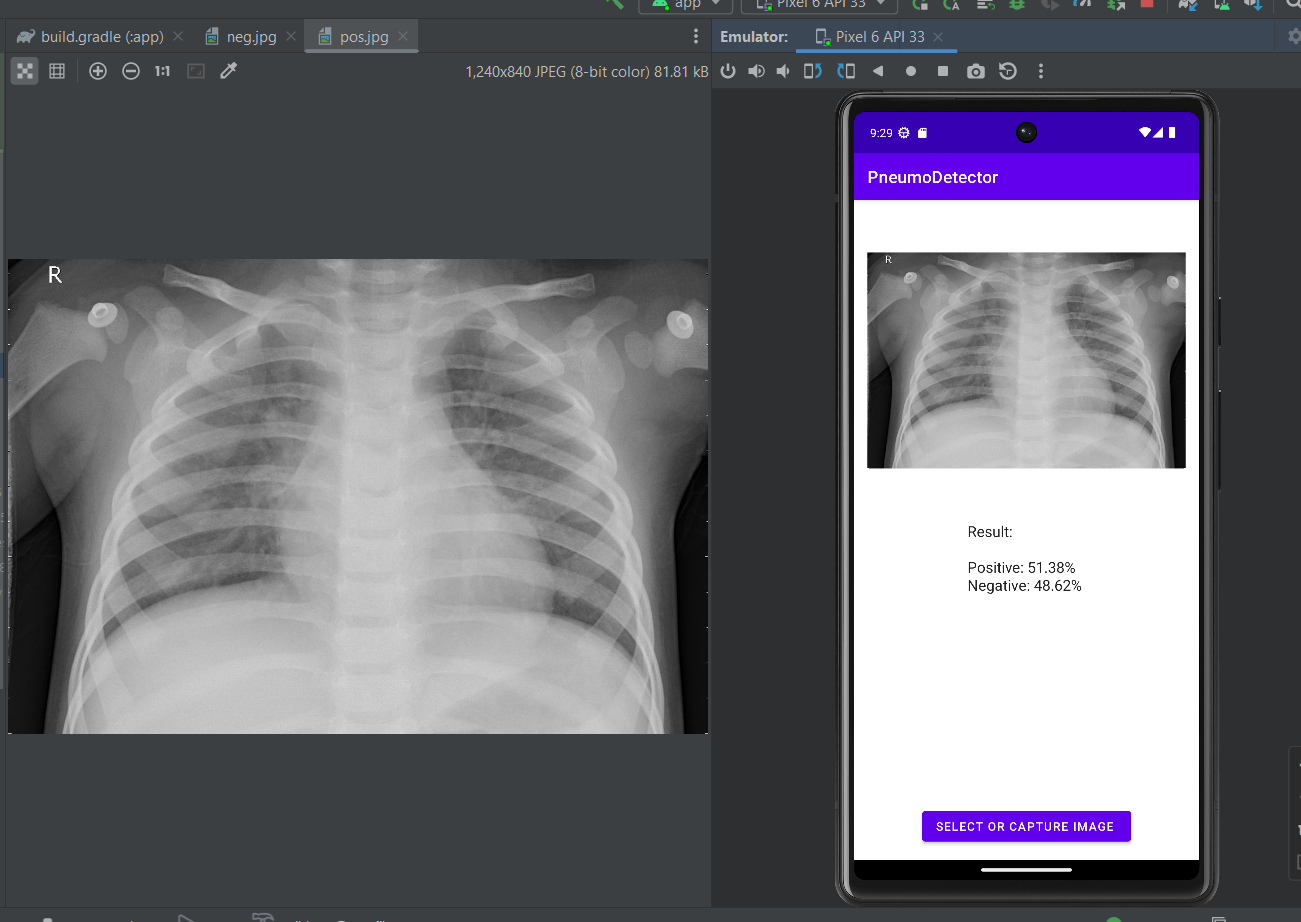 app
Pixel 6 API 33
build.gradle (:app)
neg.jpg
pos.jpg
Emulator:
Pixel 6 API 33
1:1
1,240x840 JPEG (8-bit color) 81.81 kB
R
9:29
PneumoDetector
R
Result:
Positive: 51.38%
Negative: 48.62%
SELECT OR CAPTURE IMAGE